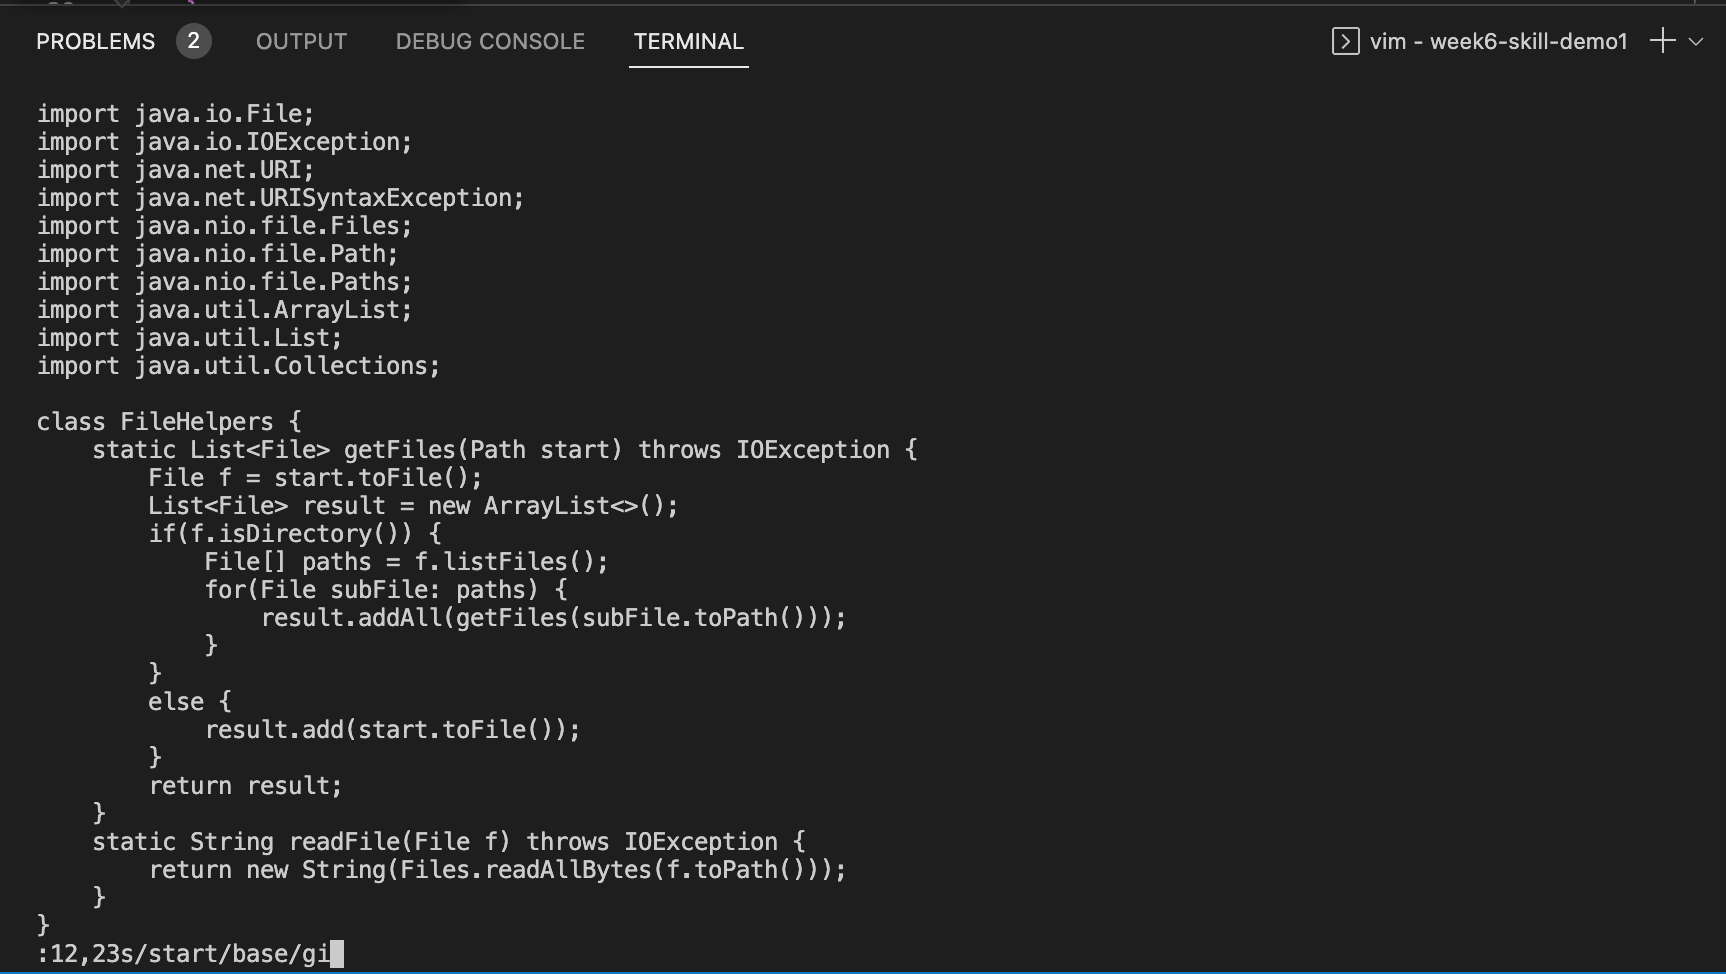 PROBLEMS 2 OUTPUT DEBUG CONSOLE TERMINAL vim - week6-skill-demo1
import java.io.File;
import java.io.IOException;
import java.net.URI;
import java.net.URISyntaxException;
import java.nio.file.Files;
import java.nio.file.Path;
import java.nio.file.Paths;
import java.util.ArrayList;
import java.util.List;
import java.util.Collections;

class FileHelpers {
    static List<File> getFiles(Path start) throws IOException {
        File f = start.toFile();
        List<File> result = new ArrayList<>();
        if(f.isDirectory()) {
            File[] paths = f.listFiles();
            for(File subFile: paths) {
                result.addAll(getFiles(subFile.toPath()));
            }
        }
        else {
            result.add(start.toFile());
        }
        return result;
    }
    static String readFile(File f) throws IOException {
        return new String(Files.readAllBytes(f.toPath()));
    }
}
:12,23s/start/base/gi